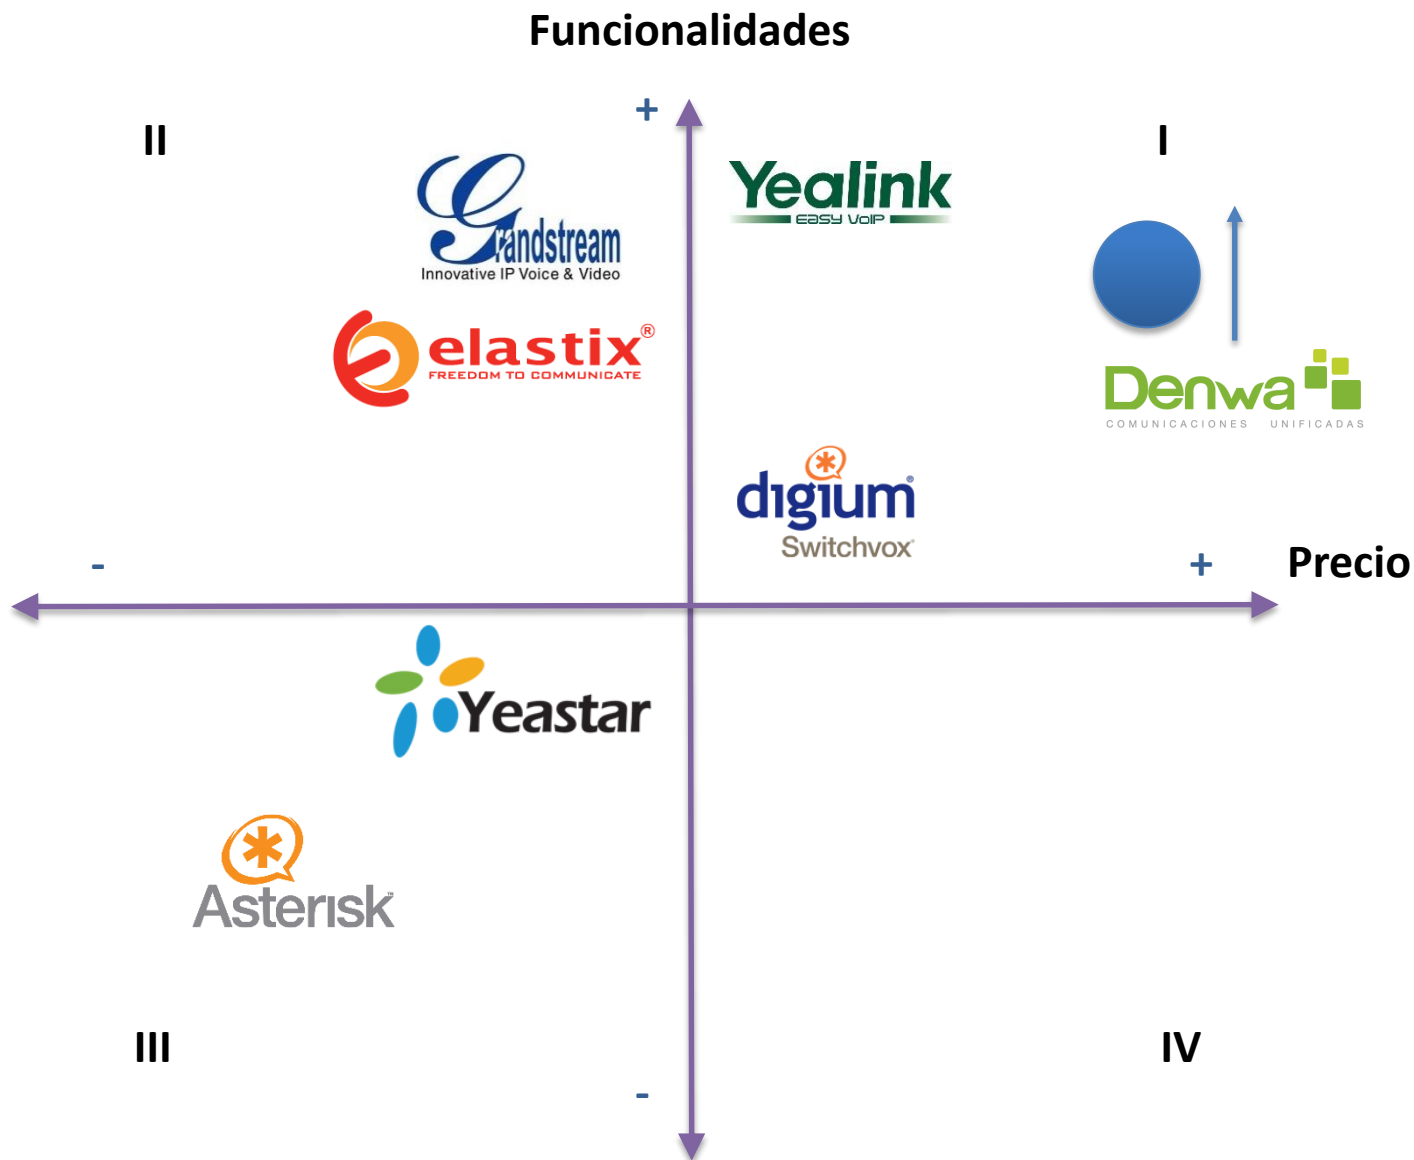 Funcionalidades
+
II
I
Grandstream
Innovative IP Voice & Video
Yealink
EASY VoIP
elastix®
FREEDOM TO COMMUNICATE
Denwa
COMUNICACIONES UNIFICADAS
digium®
Switchvox
-
+
Precio
Yeastar
Asterisk™
III
IV
-